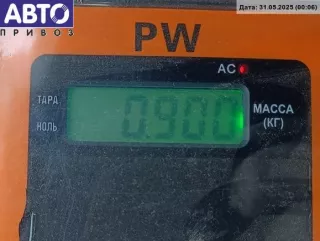 АВТО
ПРИВОЗ
Дата: 31.05.2025 (00:06)
PW
AC
ТАРА
НОЛЬ
0.900
МАССА
(КГ)